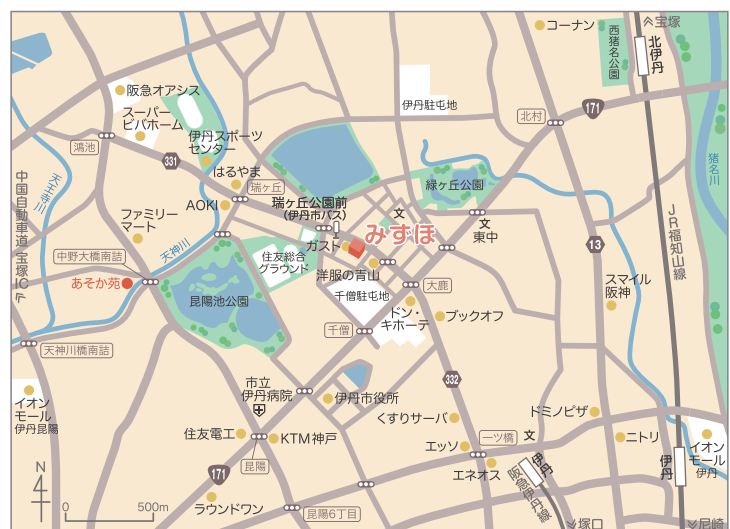 宝塚
コーナン
西猪名公園
北伊丹
阪急オアシス
スーパー
ビバホーム
伊丹駐屯地
171
北村
伊丹スポーツ
センター
鴻池
331
はるやま
猪名川
中国自動車道 宝塚IC
天王寺川
瑞ヶ丘
緑ヶ丘公園
AOKI
瑞ヶ丘公園前
(伊丹市バス)
文
文
ファミリー
マート
みずほ
東中
JR福知山線
天神川
ガスト
13
中野大橋南詰
住友総合
グラウンド
洋服の青山
あそか苑
大鹿
スマイル
阪神
昆陽池公園
千僧駐屯地
ドン・
キホーテ
ブックオフ
千僧
天神川橋南詰
332
市立
伊丹病院
イオン
モール
伊丹昆陽
伊丹市役所
くすりサーバ
ドミノピザ
住友電工
KTM神戸
一ツ橋
文
ニトリ
イオン
モール
伊丹
エッソ
昆陽
伊丹
伊丹
N
171
エネオス
阪急伊丹線
ラウンドワン
0
500m
昆陽6丁目
塚口
尼崎